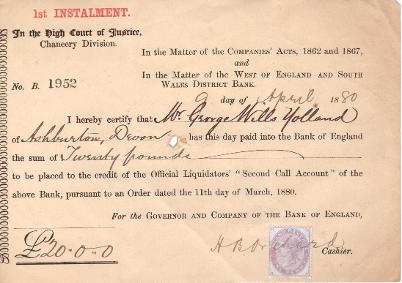 1st INSTALMENT.
In the High Court of Justice,
Chancery Division.
In the Matter of the COMPANIES' ACTS, 1862 and 1867,
and
In the Matter of the WEST OF ENGLAND AND SOUTH
WALES DISTRICT BANK.
No. B. 1952
9 day of April 1880
I hereby certify that Mr. George Wills Yolland
of Ashburton, Devon has this day paid into the Bank of England
the sum of Twenty pounds
to be placed to the credit of the Official Liquidators' "Second Call Account" of the
above Bank, pursuant to an Order dated the 11th day of March, 1880.
For the GOVERNOR AND COMPANY OF THE BANK OF ENGLAND,
£20-0-0
Cashier.